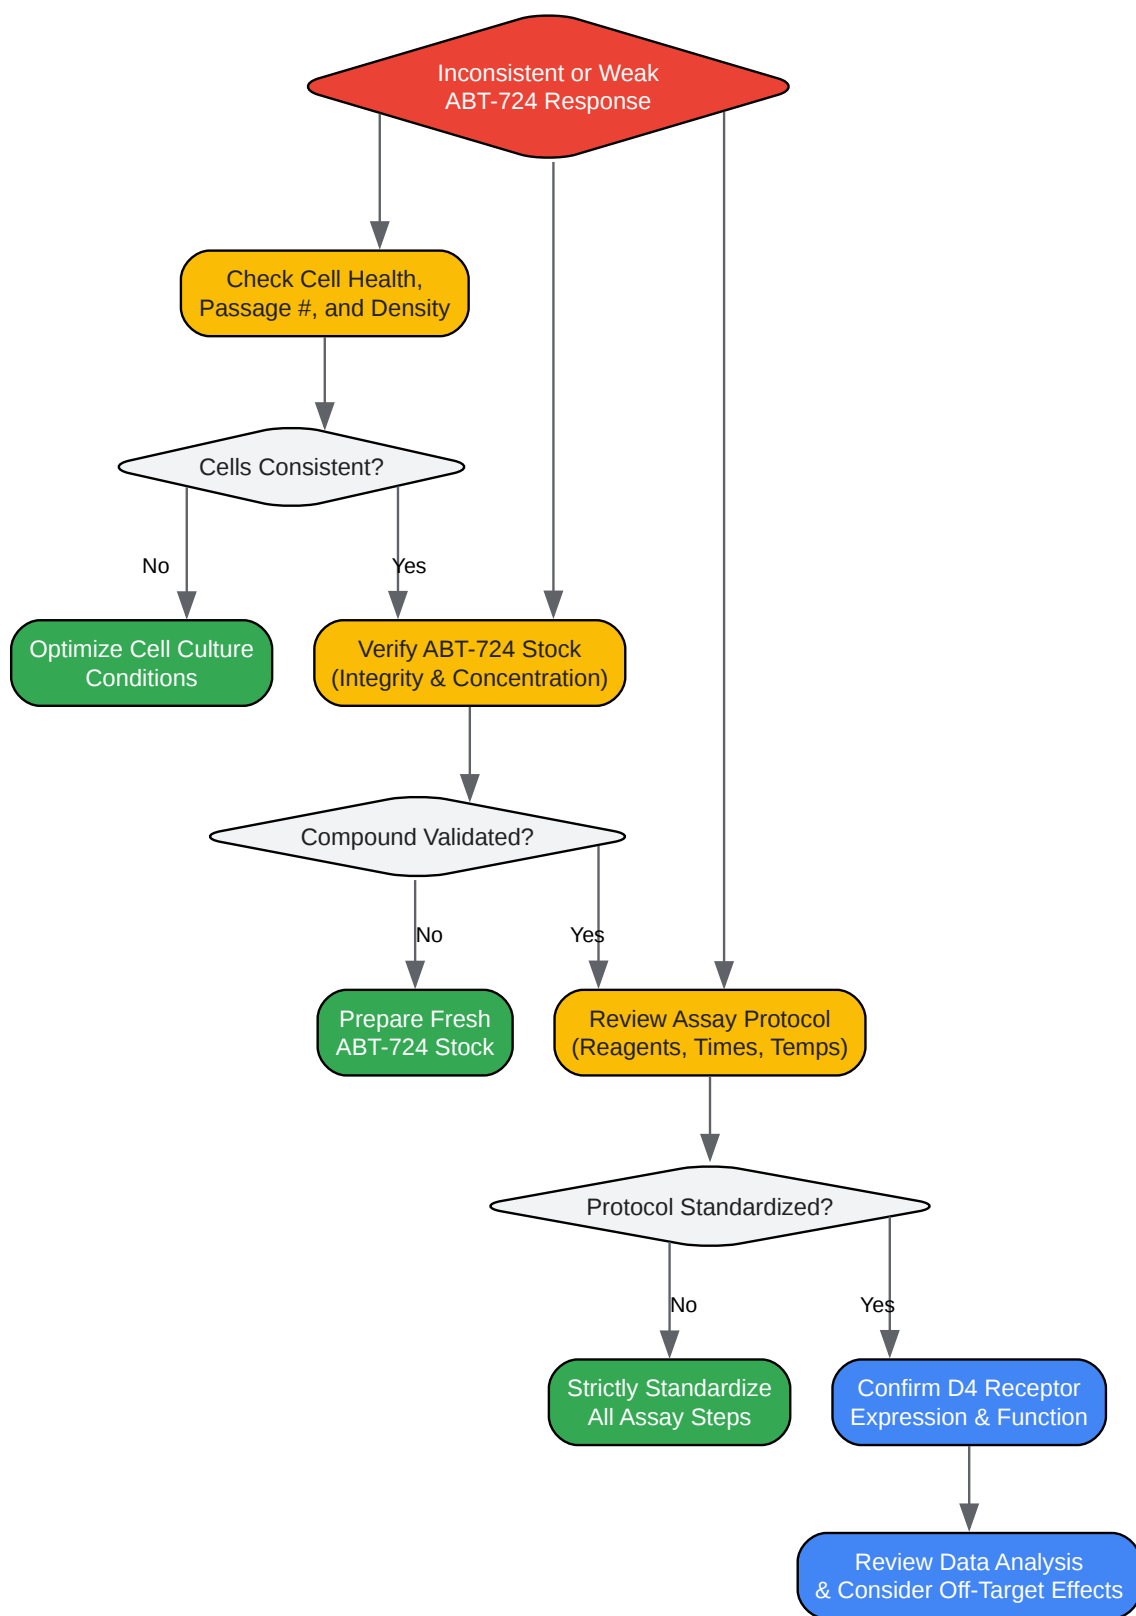 Inconsistent or Weak
ABT-724 Response
Check Cell Health,
Passage #, and Density
Cells Consistent?
No
Yes
Optimize Cell Culture
Conditions
Verify ABT-724 Stock
(Integrity & Concentration)
Compound Validated?
No
Yes
Prepare Fresh
ABT-724 Stock
Review Assay Protocol
(Reagents, Times, Temps)
Protocol Standardized?
No
Yes
Strictly Standardize
All Assay Steps
Confirm D4 Receptor
Expression & Function
Review Data Analysis
& Consider Off-Target Effects